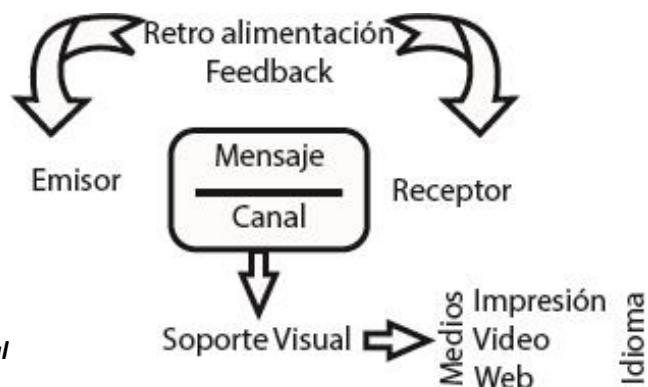 Retro alimentación
Feedback
Mensaje
Emisor
Receptor
Canal
Soporte Visual
Medios
Impresión
Video
Web
Idioma